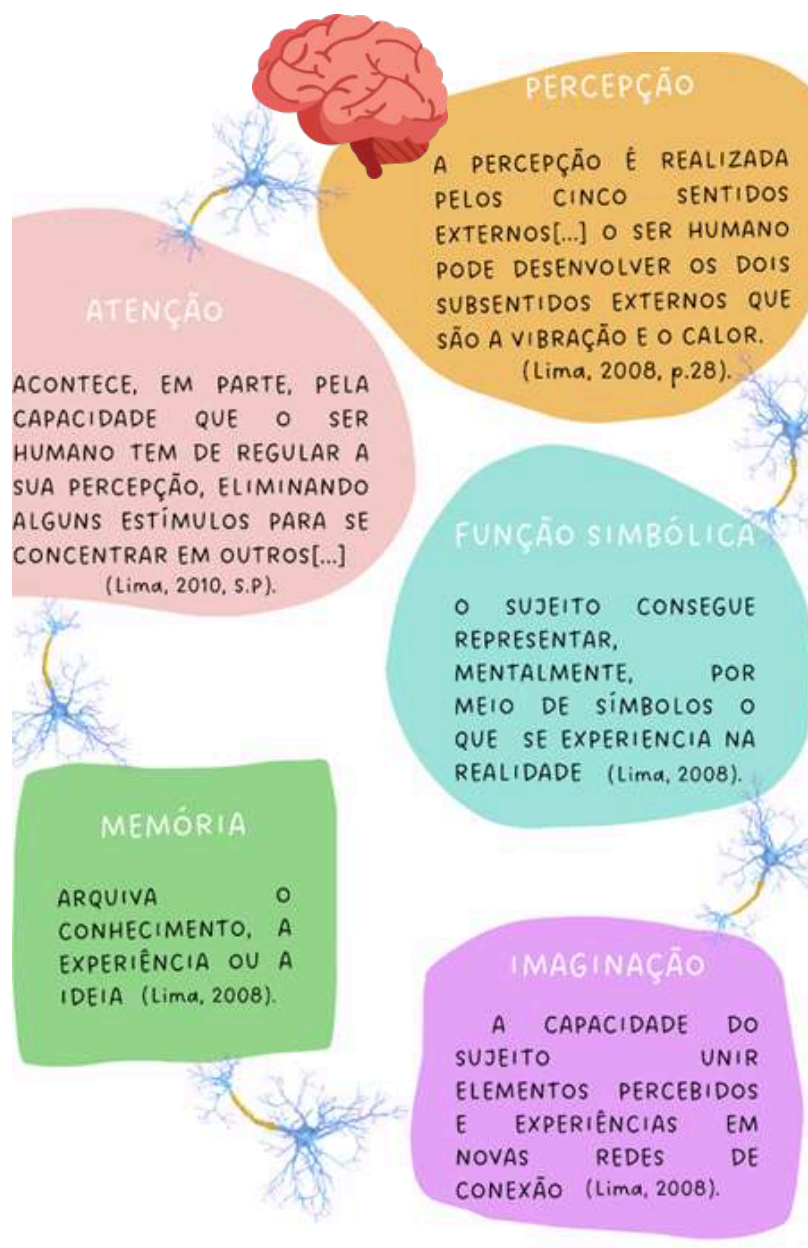 PERCEPÇÃO
A PERCEPÇÃO É REALIZADA
PELOS CINCO SENTIDOS
EXTERNOS[...] O SER HUMANO
PODE DESENVOLVER OS DOIS
SUBSENTIDOS EXTERNOS QUE
SÃO A VIBRAÇÃO E O CALOR.
(Lima, 2008, p.28).
ATENÇÃO
ACONTECE, EM PARTE, PELA
CAPACIDADE QUE O SER
HUMANO TEM DE REGULAR A
SUA PERCEPÇÃO, ELIMINANDO
ALGUNS ESTÍMULOS PARA SE
CONCENTRAR EM OUTROS[...]
(Lima, 2010, S.P).
FUNÇÃO SIMBÓLICA
O SUJEITO CONSEGUE
REPRESENTAR,
MENTALMENTE, POR
MEIO DE SÍMBOLOS O
QUE SE EXPERIENCIA NA
REALIDADE (Lima, 2008).
MEMÓRIA
ARQUIVA O
CONHECIMENTO, A
EXPERIÊNCIA OU A
IDEIA (Lima, 2008).
IMAGINAÇÃO
A CAPACIDADE DO
SUJEITO UNIR
ELEMENTOS PERCEBIDOS
E EXPERIÊNCIAS EM
NOVAS REDES DE
CONEXÃO (Lima, 2008).